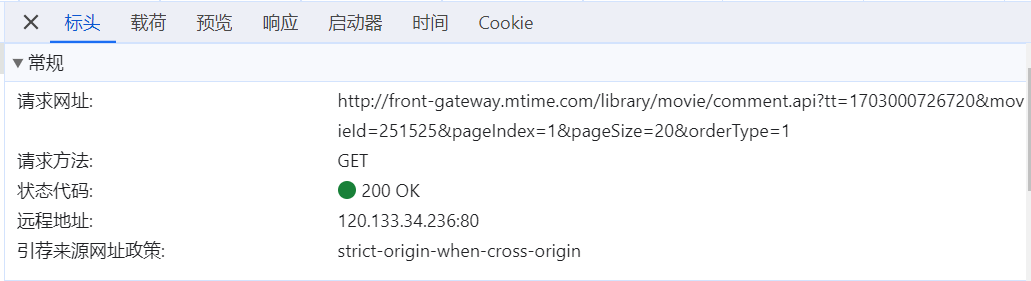 标头 载荷 预览 响应 启动器 时间 Cookie
常规
请求网址: http://front-gateway.mtime.com/library/movie/comment.api?tt=1703000726720&mov
ieId=251525&pageIndex=1&pageSize=20&orderType=1
请求方法: GET
状态代码: 200 OK
远程地址: 120.133.34.236:80
引荐来源网址政策: strict-origin-when-cross-origin